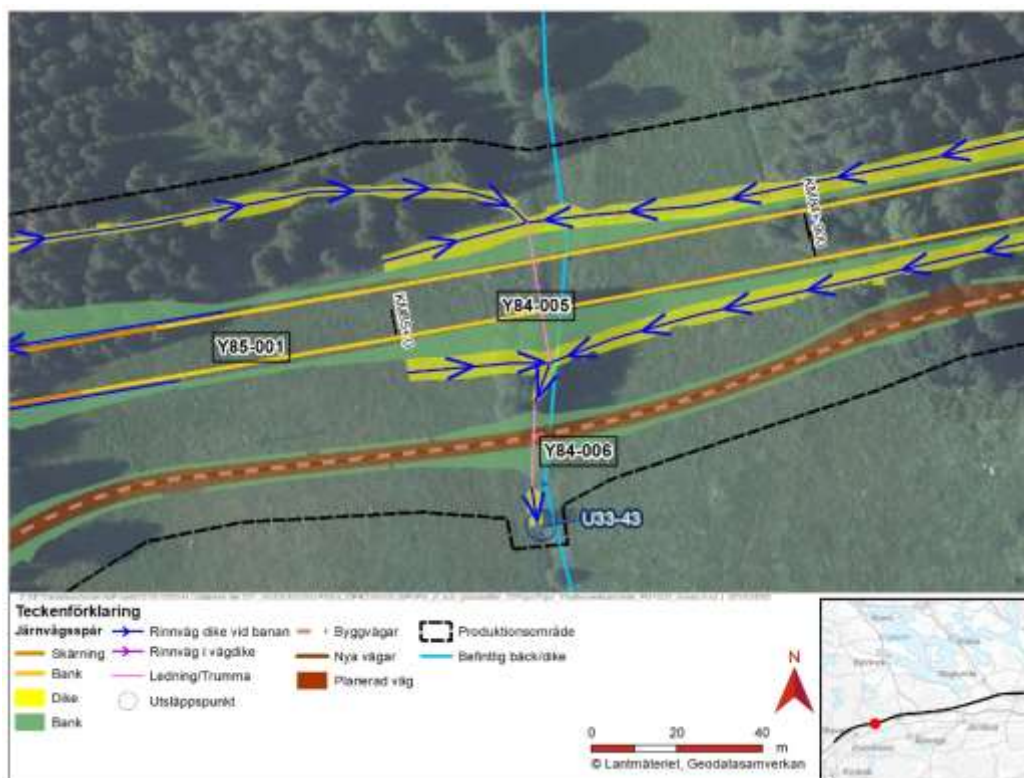 Y84-005
Y85-001
Y84-006
U33-43
Teckenförklaring
Järnvägsspår
Skärning
Bank
Dike
Bank
Rinnväg dike vid banan
Rinnväg i vägdike
Ledning/Trumma
Utsläppspunkt
Byggvägar
Nya vägar
Planerad väg
Produktionsområde
Befintlig bäck/dike
N
0 20 40
m
© Lantmäteriet, Geodatasamverkan